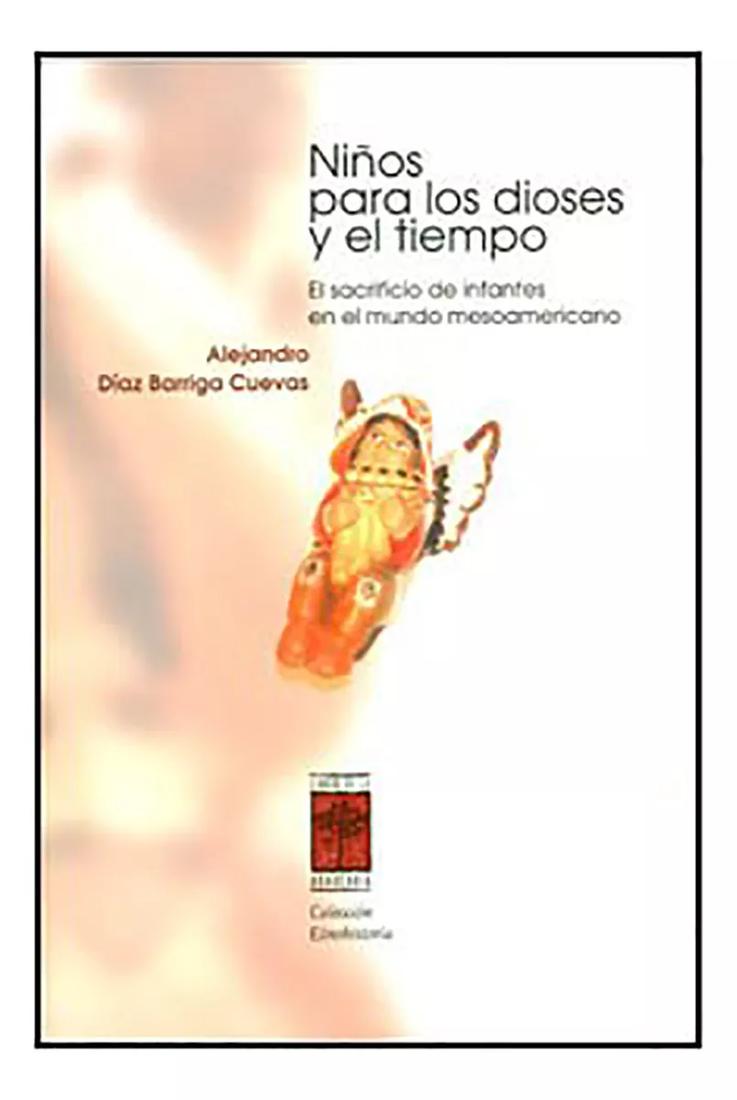 Niños
para los dioses
y el tiempo
El sacrificio de infantes
en el mundo mesoamericano
Alejandro
Díaz Barriga Cuevas
Colección
Etnohistoria